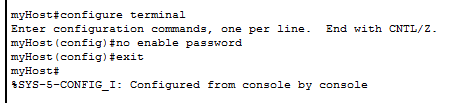 myHost#configure terminal
Enter configuration commands, one per line.  End with CNTL/Z.
myHost(config)#no enable password
myHost(config)#exit
myHost#
%SYS-5-CONFIG_I: Configured from console by console